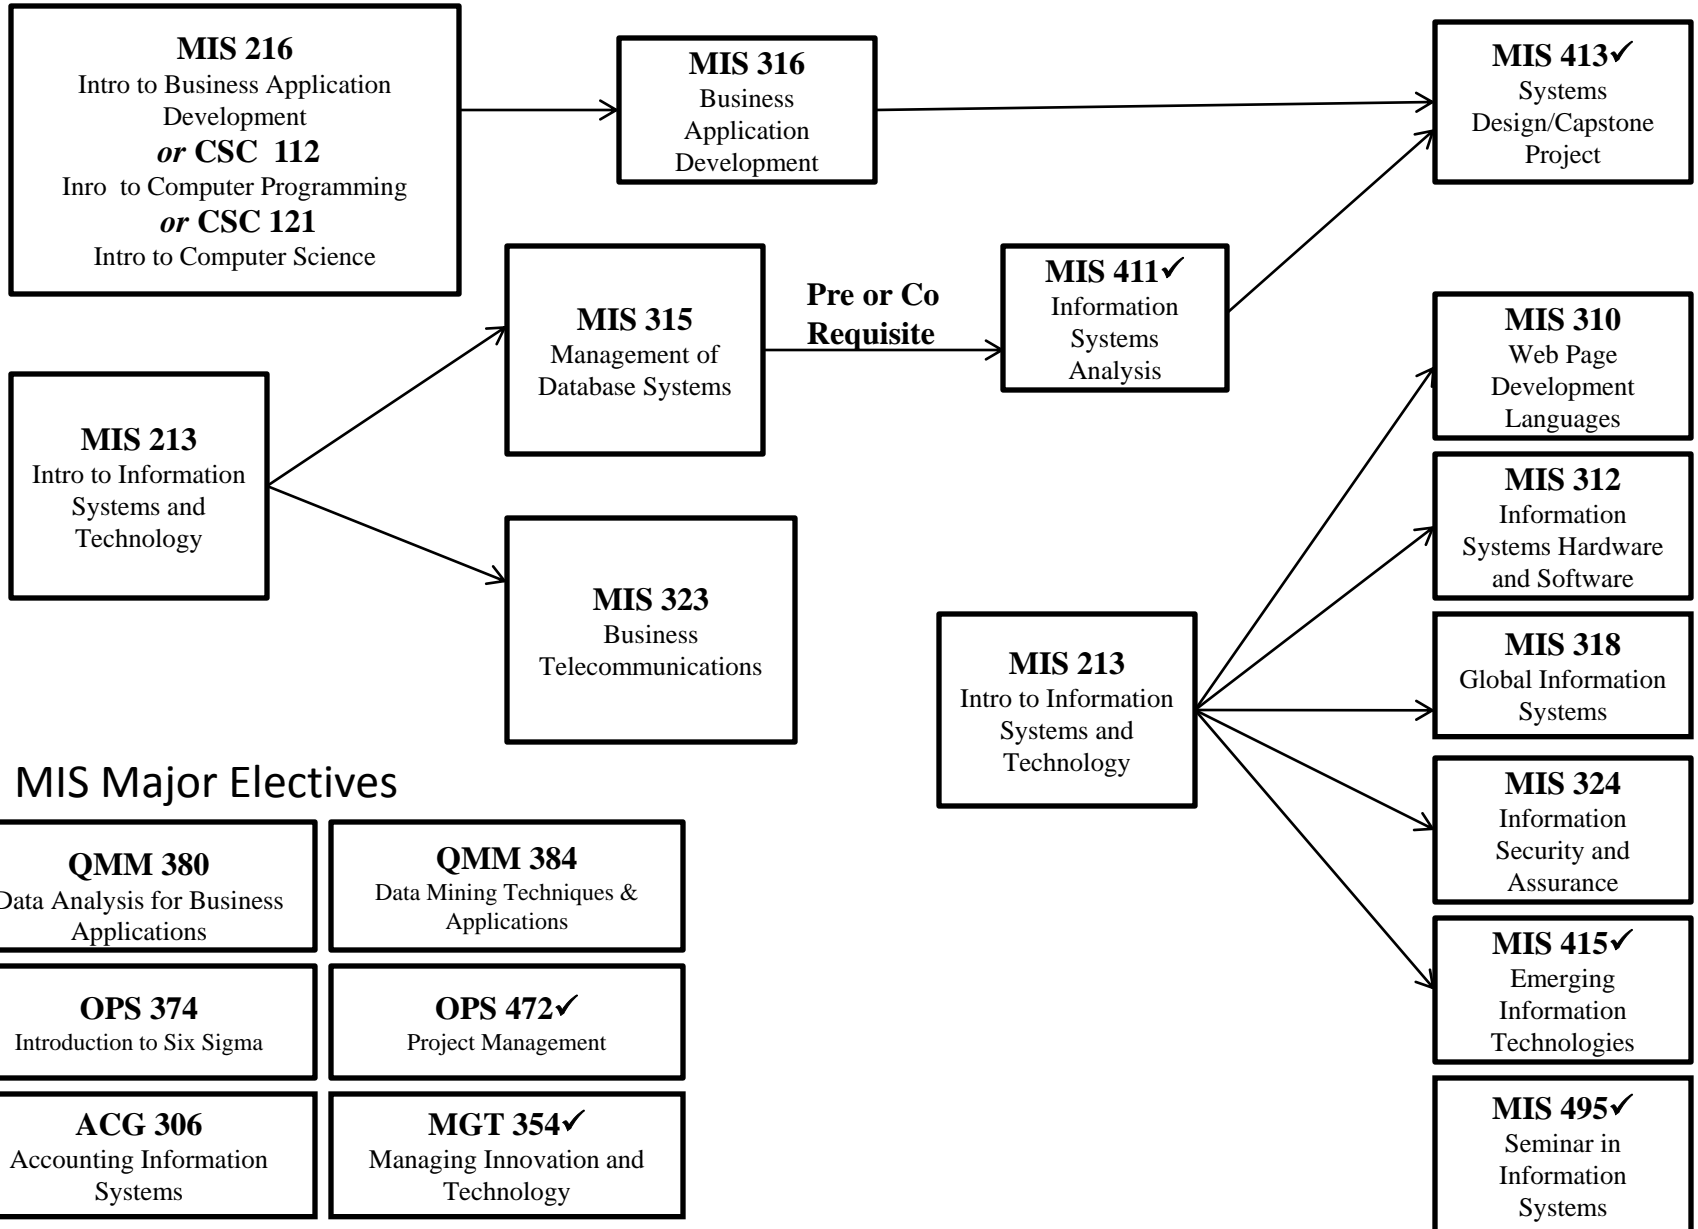 MIS 216
Intro to Business Application
Development
or CSC  112
Inro  to Computer Programming
or CSC 121
Intro to Computer Science
MIS 316
Business
Application
Development
MIS 413✓
Systems
Design/Capstone
Project
MIS 213
Intro to Information
Systems and
Technology
MIS 315
Management of
Database Systems
Pre or Co
Requisite
MIS 411✓
Information
Systems
Analysis
MIS 323
Business
Telecommunications
MIS 213
Intro to Information
Systems and
Technology
MIS 310
Web Page
Development
Languages
MIS 312
Information
Systems Hardware
and Software
MIS 318
Global Information
Systems
MIS 324
Information
Security and
Assurance
MIS 415✓
Emerging
Information
Technologies
MIS 495✓
Seminar in
Information
Systems
MIS Major Electives
QMM 380
Data Analysis for Business
Applications
QMM 384
Data Mining Techniques &
Applications
OPS 374
Introduction to Six Sigma
OPS 472✓
Project Management
ACG 306
Accounting Information
Systems
MGT 354✓
Managing Innovation and
Technology